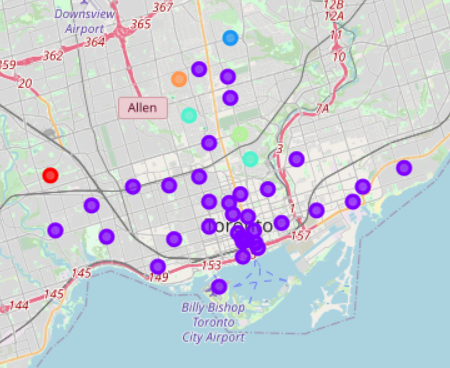 Downsview
Airport
367
364
362
365
359
20
12B
12A
11
10
Allen
7A
3
1
Toronto
157
153
149
145
145
144
Billy Bishop
Toronto
City Airport